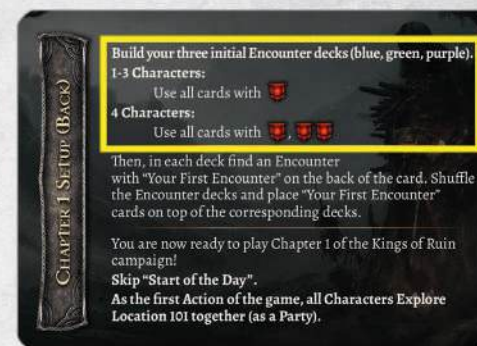 CHAPTER 1 SETUP (BACK)
Build your three initial Encounter decks (blue, green, purple).
1-3 Characters:
Use all cards with
4 Characters:
Use all cards with ,
Then, in each deck find an Encounter
with "Your First Encounter" on the back of the card. Shuffle
the Encounter decks and place "Your First Encounter"
cards on top of the corresponding decks.
You are now ready to play Chapter 1 of the Kings of Ruin
campaign!
Skip "Start of the Day".
As the first Action of the game, all Characters Explore
Location 101 together (as a Party).